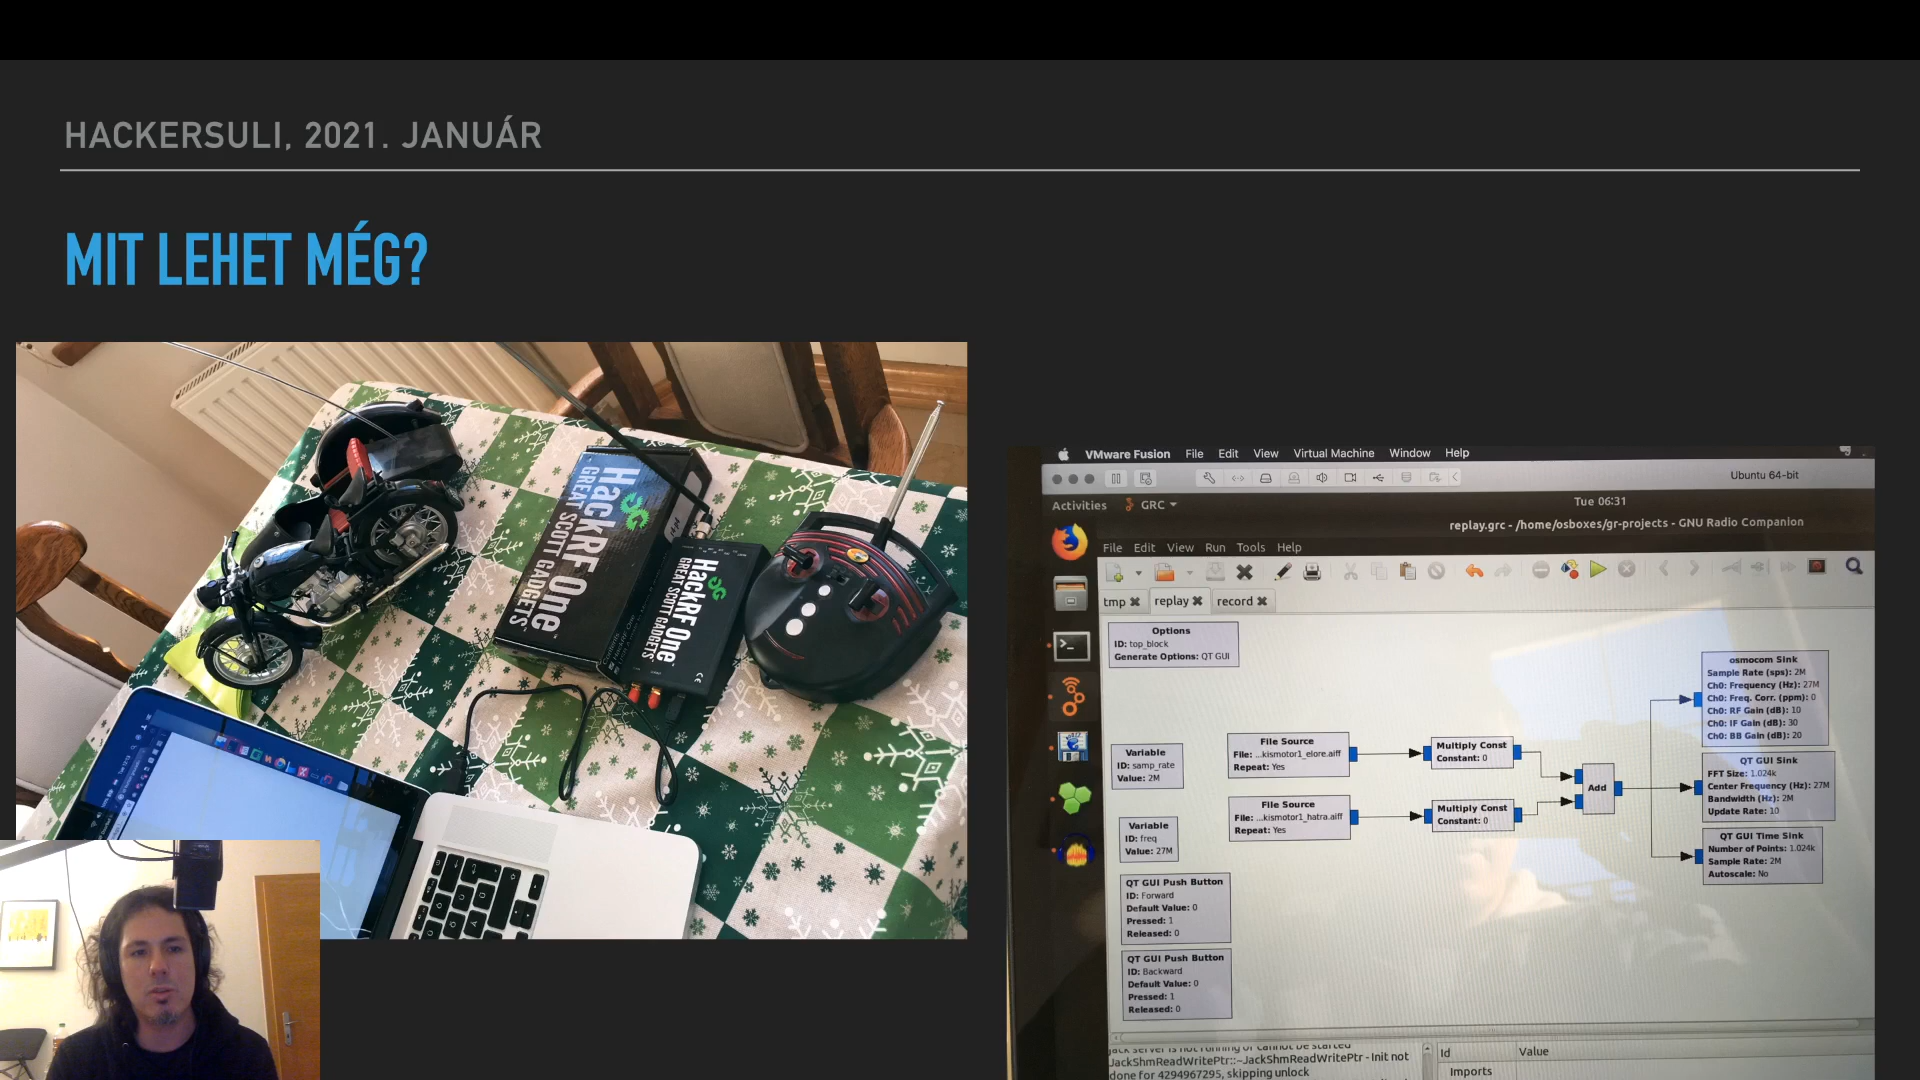 HACKERSULI, 2021. JANUÁR
MIT LEHET MÉG?
HackRF One
GREAT SCOTT GADGETS
HackRF One
GREAT SCOTT GADGETS
VMware Fusion File Edit View Virtual Machine Window Help
Ubuntu 64-bit
Activities GRC Tue 06:31
replay.grc - /home/osboxes/gr-projects - GNU Radio Companion
File Edit View Run Tools Help
tmp replay record
Options
ID: top_block
Generate Options: QT GUI
Variable
ID: samp_rate
Value: 2M
Variable
ID: freq
Value: 27M
QT GUI Push Button
ID: Forward
Default Value: 0
Pressed: 1
Released: 0
QT GUI Push Button
ID: Backward
Default Value: 0
Pressed: 1
Released: 0
File Source
File: ...kismotor1_elore.aiff
Repeat: Yes
File Source
File: ...kismotor1_hatra.aiff
Repeat: Yes
Multiply Const
Constant: 0
Multiply Const
Constant: 0
Add
osmocom Sink
Sample Rate (sps): 2M
Ch0: Frequency (Hz): 27M
Ch0: Freq. Corr. (ppm): 0
Ch0: RF Gain (dB): 10
Ch0: IF Gain (dB): 30
Ch0: BB Gain (dB): 20
QT GUI Sink
FFT Size: 1.024k
Center Frequency (Hz): 27M
Bandwidth (Hz): 2M
Update Rate: 10
QT GUI Time Sink
Number of Points: 1.024k
Sample Rate: 2M
Autoscale: No
jack server is not running or cannot be started
JackShmReadWritePtr::~JackShmReadWritePtr - Init not
done for 4294967295, skipping unlock
Id Value
Imports